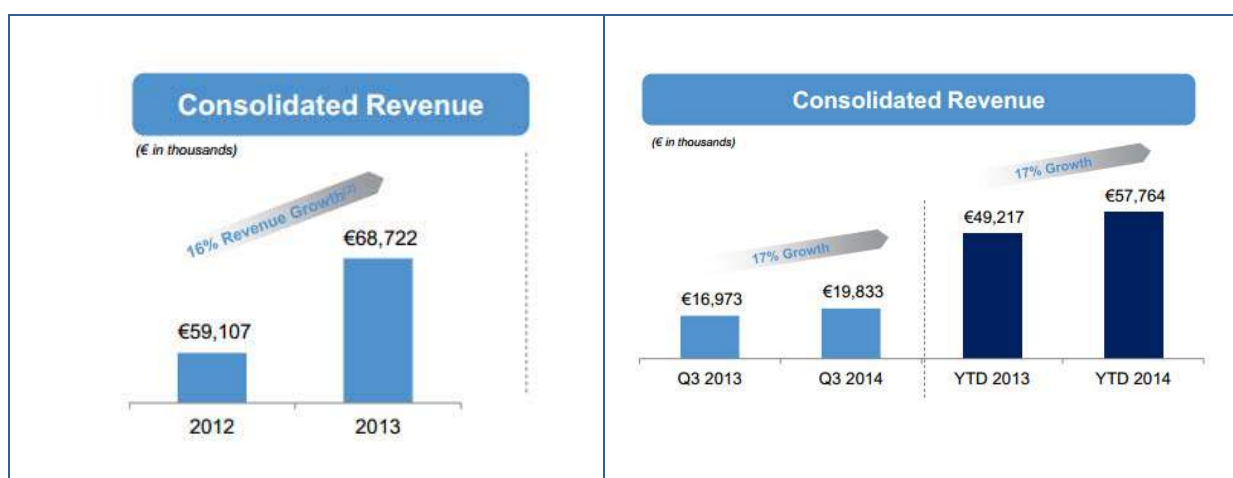 Consolidated Revenue
(€ in thousands)
16% Revenue Growth(2)
€68,722
€59,107
2012 2013
Consolidated Revenue
(€ in thousands)
17% Growth
€57,764
€49,217
17% Growth
€19,833
€16,973
Q3 2013 Q3 2014 YTD 2013 YTD 2014